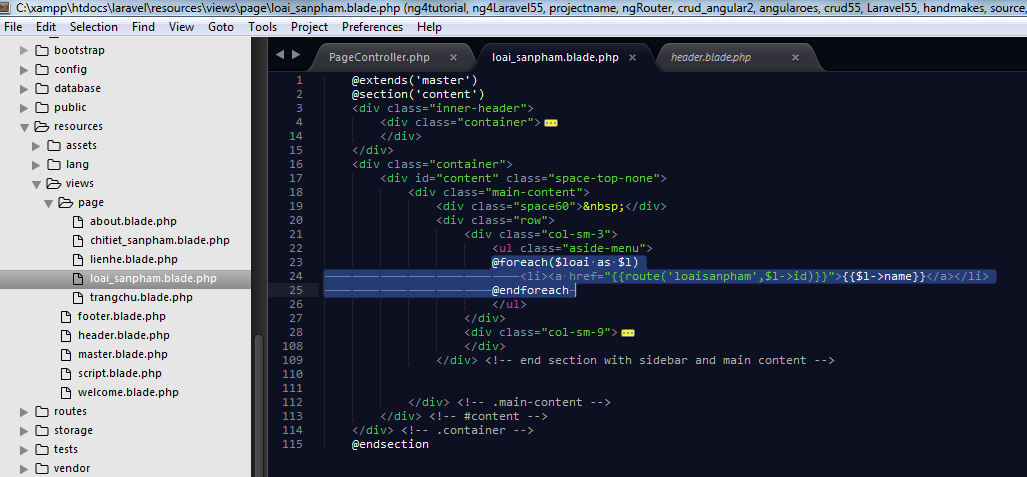 C:\xampp\htdocs\laravel\resources\views\page\loai_sanpham.blade.php (ng4tutorial, ng4Laravel55, projectname, ngRouter, crud_angular2, angularoes, crud55, Laravel55, handmakes, source,
File Edit Selection Find View Goto Tools Project Preferences Help
bootstrap
config
database
public
resources
assets
lang
views
page
about.blade.php
chitiet_sanpham.blade.php
lienhe.blade.php
loai_sanpham.blade.php
trangchu.blade.php
footer.blade.php
header.blade.php
master.blade.php
script.blade.php
welcome.blade.php
routes
storage
tests
vendor
PageController.php × loai_sanpham.blade.php × header.blade.php ×
1 @extends('master')
2 @section('content')
3 <div class="inner-header">
4 <div class="container">
14 </div>
15 </div>
16 <div class="container">
17 <div id="content" class="space-top-none">
18 <div class="main-content">
19 <div class="space60">&nbsp;</div>
20 <div class="row">
21 <div class="col-sm-3">
22 <ul class="aside-menu">
23 @foreach($loai as $l)
24 <li><a href="{{route('loaisanpham',$l->id)}}">{{$l->name}}</a></li>
25 @endforeach
26 </ul>
27 </div>
28 <div class="col-sm-9">
108 </div>
109 </div> <!-- end section with sidebar and main content -->
110
111
112 </div> <!-- .main-content -->
113 </div> <!-- #content -->
114 </div> <!-- .container -->
115 @endsection